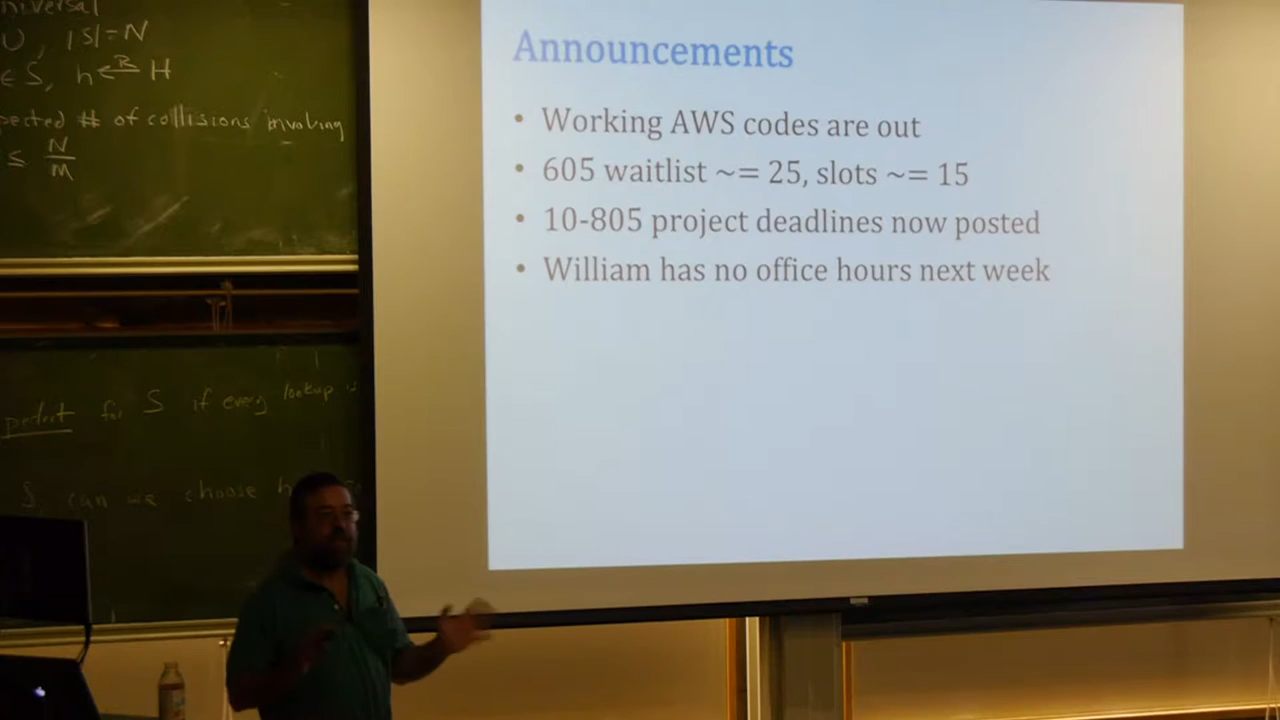 niversal
U, |S|=N
∈ S, h ←R H
pected # of collisions involving
≤ N/M
perfect for S if every lookup is
S, can we choose h
Announcements
• Working AWS codes are out
• 605 waitlist ~= 25, slots ~= 15
• 10-805 project deadlines now posted
• William has no office hours next week